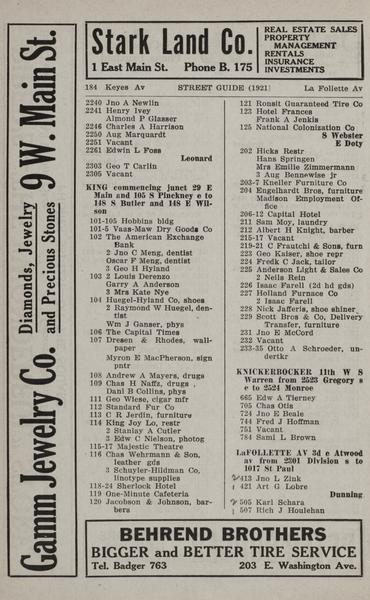 Gamm Jewelry Co. Diamonds, Jewelry and Precious Stones 9 W. Main St.
Stark Land Co.
1 East Main St. Phone B. 175
REAL ESTATE SALES
PROPERTY
MANAGEMENT
RENTALS
INSURANCE
INVESTMENTS
184 Keyes Av STREET GUIDE (1921) La Follette Av
2240 Jno A Newlin
2241 Henry Ivey
Almond P Glasser
2246 Charles A Harrison
2250 Aug Marquardt
2251 Vacant
2261 Edwin L Foss
Leonard
2303 Geo T Carlin
2305 Vacant
KING commencing junct 29 E
Main and 105 S Pinckney e to
148 S Butler and 148 E Wil-
son
101-105 Hobbins bldg
101-5 Vaas-Maw Dry Goods Co
102 The American Exchange
Bank
2 Jno C Meng, dentist
Oscar F Meng, dentist
3 Geo H Hyland
103 2 Louis Derenzo
Garry A Anderson
3 Mrs Kate Nye
104 Huegel-Hyland Co, shoes
2 Raymond W Huegel, den-
tist
Wm J Ganser, phys
106 The Capital Times
107 Dresen & Rhodes, wall-
paper
Myron E MacPherson, sign
pntr
108 Andrew A Mayers, drugs
109 Chas H Naffz, drugs
Danl B Collins, phys
111 Geo Wiese, cigar mfr
112 Standard Fur Co
113 C R Jerdin, furniture
114 King Joy Lo, restr
2 Stanley A Cutler
3 Edw C Nielson, photog
115-17 Majestic Theatre
116 Chas Wehrmann & Son,
leather gds
3 Schuyler-Hildman Co,
linotype supplies
118-24 Sherlock Hotel
119 One-Minute Cafeteria
120 Jacobson & Johnson, bar-
bers
121 Ronsit Guaranteed Tire Co
123 Hotel Frances
Frank A Jenkis
125 National Colonization Co
S Webster
E Doty
202 Hicks Restr
Hans Springen
Mrs Emilie Zimmermann
3 Aug Bennewise jr
203-7 Kneller Furniture Co
204 Engelhardt Bros, furniture
Madison Employment Of-
fice
206-12 Capital Hotel
211 Sam Moy, laundry
212 Albert H Knight, barber
215-17 Vacant
219-21 C Frautchi & Sons, furn
223 Geo Kaiser, shoe repr
224 Fredk C Jack, tailor
225 Anderson Light & Sales Co
2 Neils Rein
226 Isaac Farell (2d hd gds)
227 Holland Furnace Co
2 Isaac Farell
228 Nick Jafferis, shoe shiner
229 Scott Bros & Co, Delivery
Transfer, furniture
231 Jno E McCord
232 Vacant
233-35 Otto A Schroeder, un-
dertkr
KNICKERBOCKER 11th W S
Warren from 2523 Gregory s
e to 2524 Monroe
665 Edw A Tierney
705 Chas Otis
724 Jno E Beale
744 Fred J Hoffman
751 Vacant
784 Saml L Brown
LaFOLLETTE AV 3d e Atwood
av from 2301 Division s to
1017 St Paul
413 Jno L Zink
421 Art G Lobre
Dunning
505 Karl Schara
507 Rich J Houlehan
BEHREND BROTHERS
BIGGER and BETTER TIRE SERVICE
Tel. Badger 763 203 E. Washington Ave.